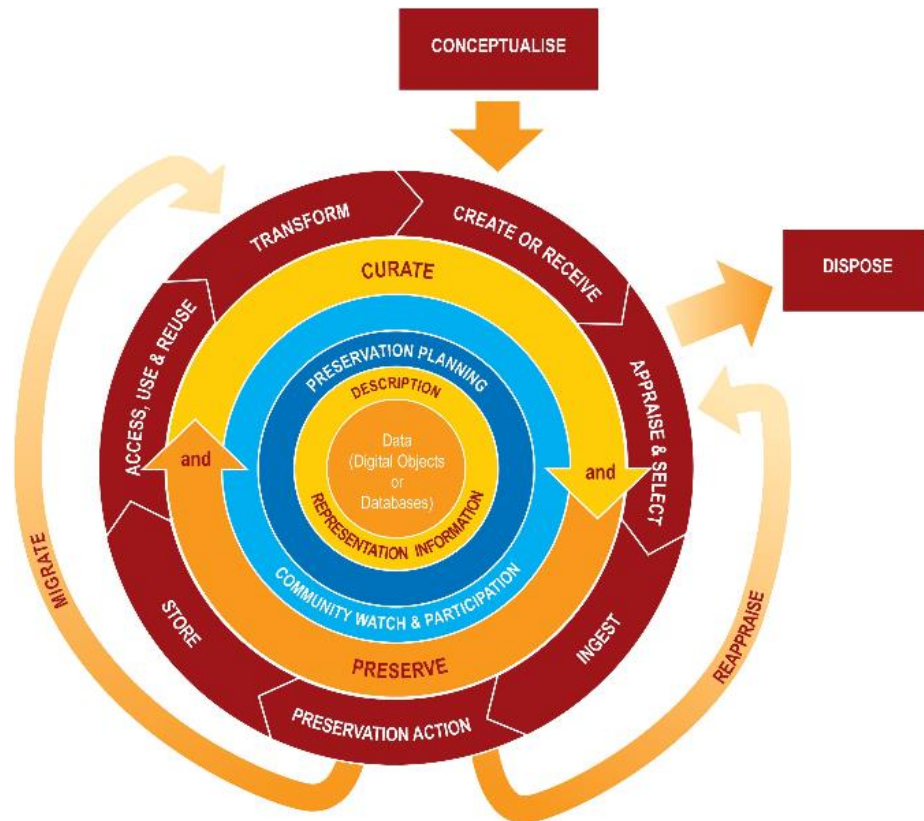 CONCEPTUALISE
TRANSFORM
CREATE OR RECEIVE
DISPOSE
CURATE
ACCESS, USE & REUSE
APPRAISE & SELECT
PRESERVATION PLANNING
DESCRIPTION
Data
(Digital Objects
or
Databases)
and
and
REPRESENTATION INFORMATION
COMMUNITY WATCH & PARTICIPATION
MIGRATE
STORE
INGEST
REAPPRAISE
PRESERVE
PRESERVATION ACTION